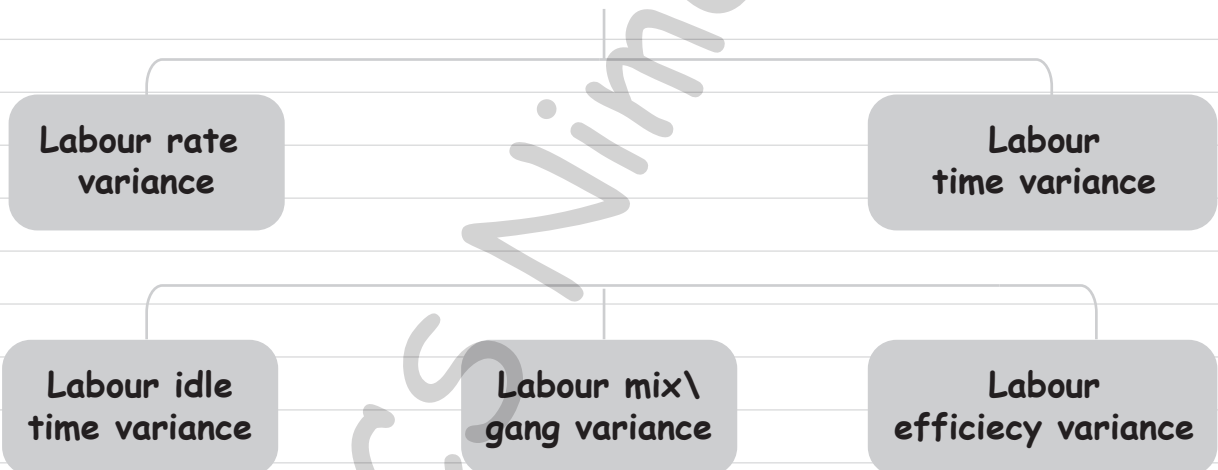 Labour rate
variance
Labour
time variance
Labour idle
time variance
Labour mix\
gang variance
Labour
efficiecy variance